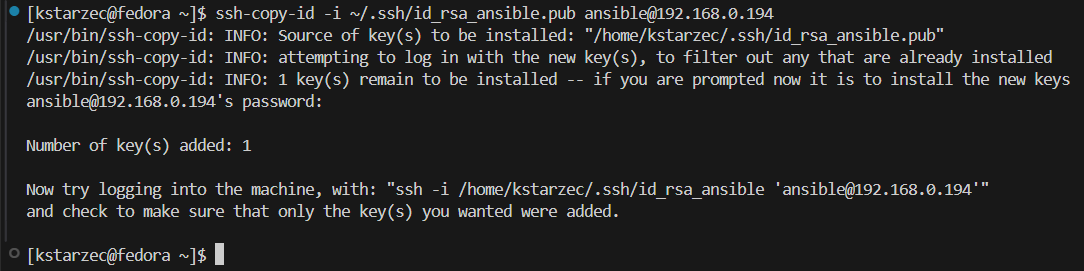 [kstarzec@fedora ~]$ ssh-copy-id -i ~/.ssh/id_rsa_ansible.pub ansible@192.168.0.194
/usr/bin/ssh-copy-id: INFO: Source of key(s) to be installed: "/home/kstarzec/.ssh/id_rsa_ansible.pub"
/usr/bin/ssh-copy-id: INFO: attempting to log in with the new key(s), to filter out any that are already installed
/usr/bin/ssh-copy-id: INFO: 1 key(s) remain to be installed -- if you are prompted now it is to install the new keys
ansible@192.168.0.194's password:
Number of key(s) added: 1
Now try logging into the machine, with: "ssh -i /home/kstarzec/.ssh/id_rsa_ansible 'ansible@192.168.0.194'"
and check to make sure that only the key(s) you wanted were added.
[kstarzec@fedora ~]$